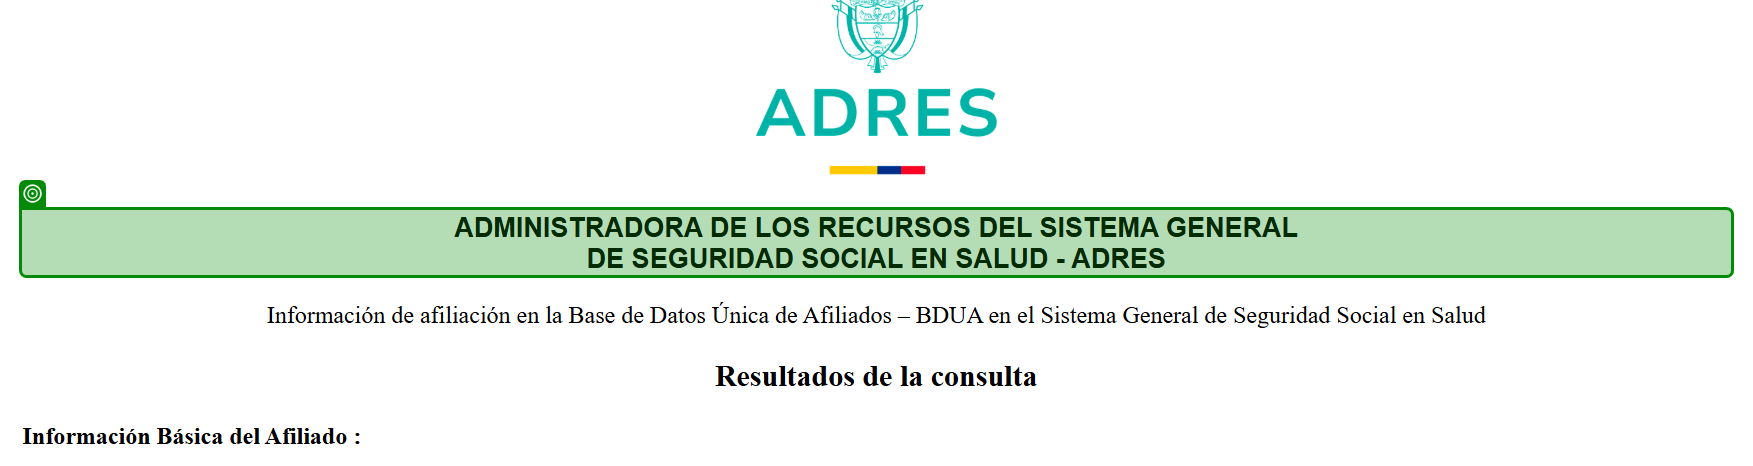 ADRES
ADMINISTRADORA DE LOS RECURSOS DEL SISTEMA GENERAL
DE SEGURIDAD SOCIAL EN SALUD - ADRES
Información de afiliación en la Base de Datos Única de Afiliados – BDUA en el Sistema General de Seguridad Social en Salud
Resultados de la consulta
Información Básica del Afiliado :